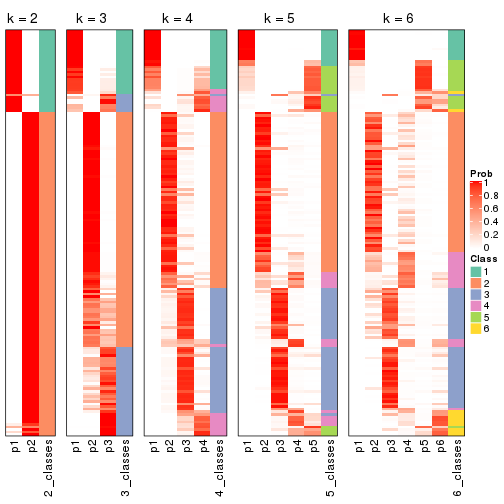 k = 2
k = 3
k = 4
k = 5
k = 6
p1
p2
2_classes
p1
p2
p3
3_classes
p1
p2
p3
p4
4_classes
p1
p2
p3
p4
p5
5_classes
p1
p2
p3
p4
p5
p6
6_classes
Prob
1
0.8
0.6
0.4
0.2
0
Class
1
2
3
4
5
6